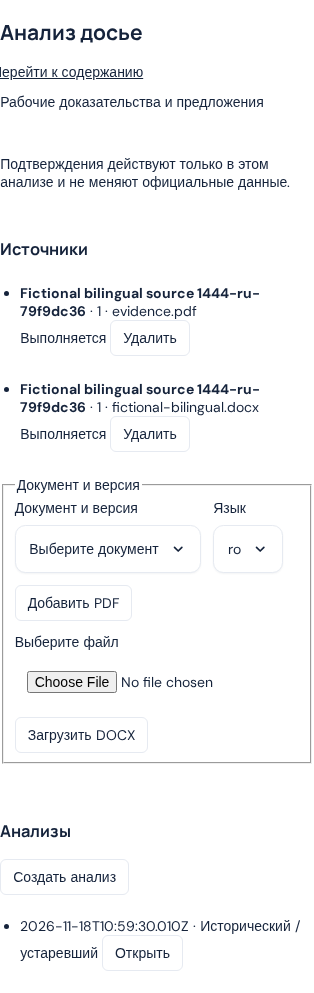 Анализ досье
Перейти к содержанию
Рабочие доказательства и предложения
Подтверждения действуют только в этом
анализе и не меняют официальные данные.
Источники
Fictional bilingual source 1444-ru-
79f9dc36 · 1 · evidence.pdf
Выполняется Удалить
Fictional bilingual source 1444-ru-
79f9dc36 · 1 · fictional-bilingual.docx
Выполняется Удалить
Документ и версия
Документ и версия Язык
Выберите документ ro
Добавить PDF
Выберите файл
Choose File No file chosen
Загрузить DOCX
Анализы
Создать анализ
2026-11-18T10:59:30.010Z · Исторический /
устаревший Открыть